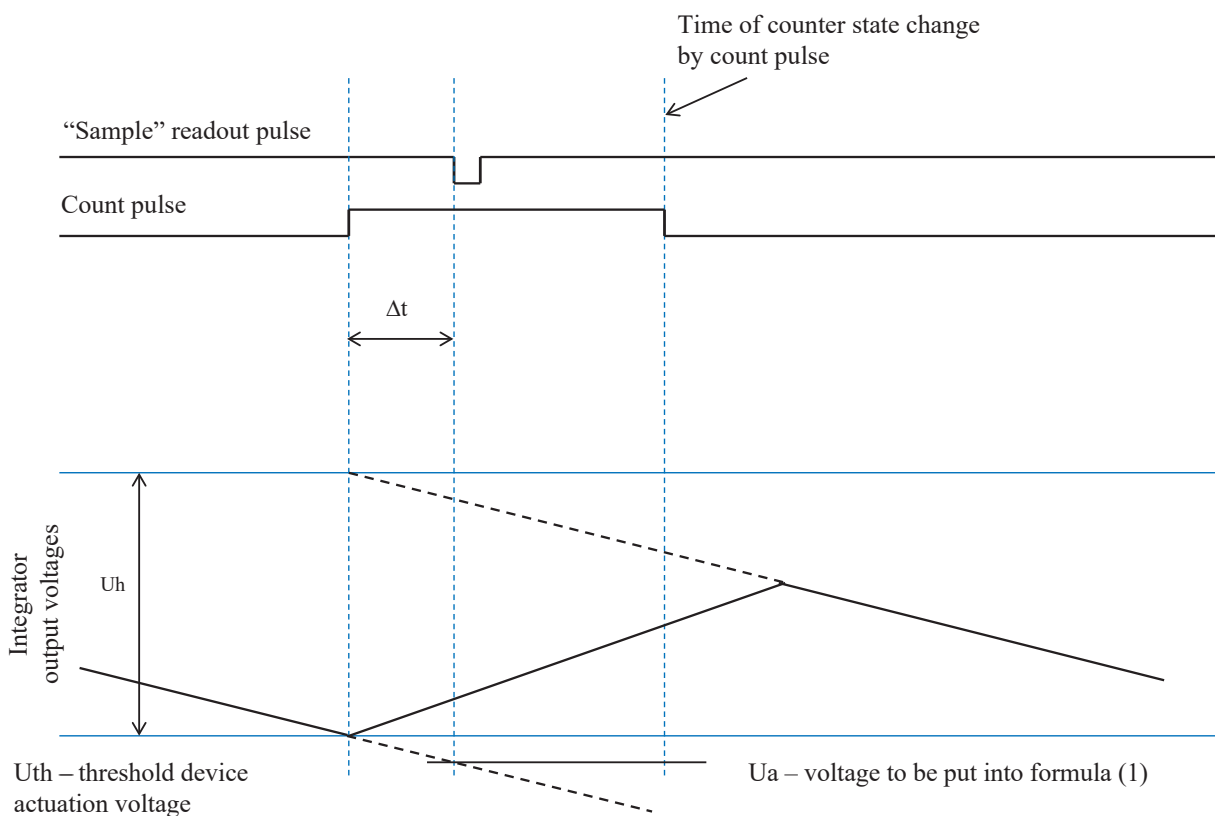 Time of counter state change
by count pulse
“Sample” readout pulse
Count pulse
Δt
Integrator
output voltages
Uh
Uth – threshold device
actuation voltage
Ua – voltage to be put into formula (1)